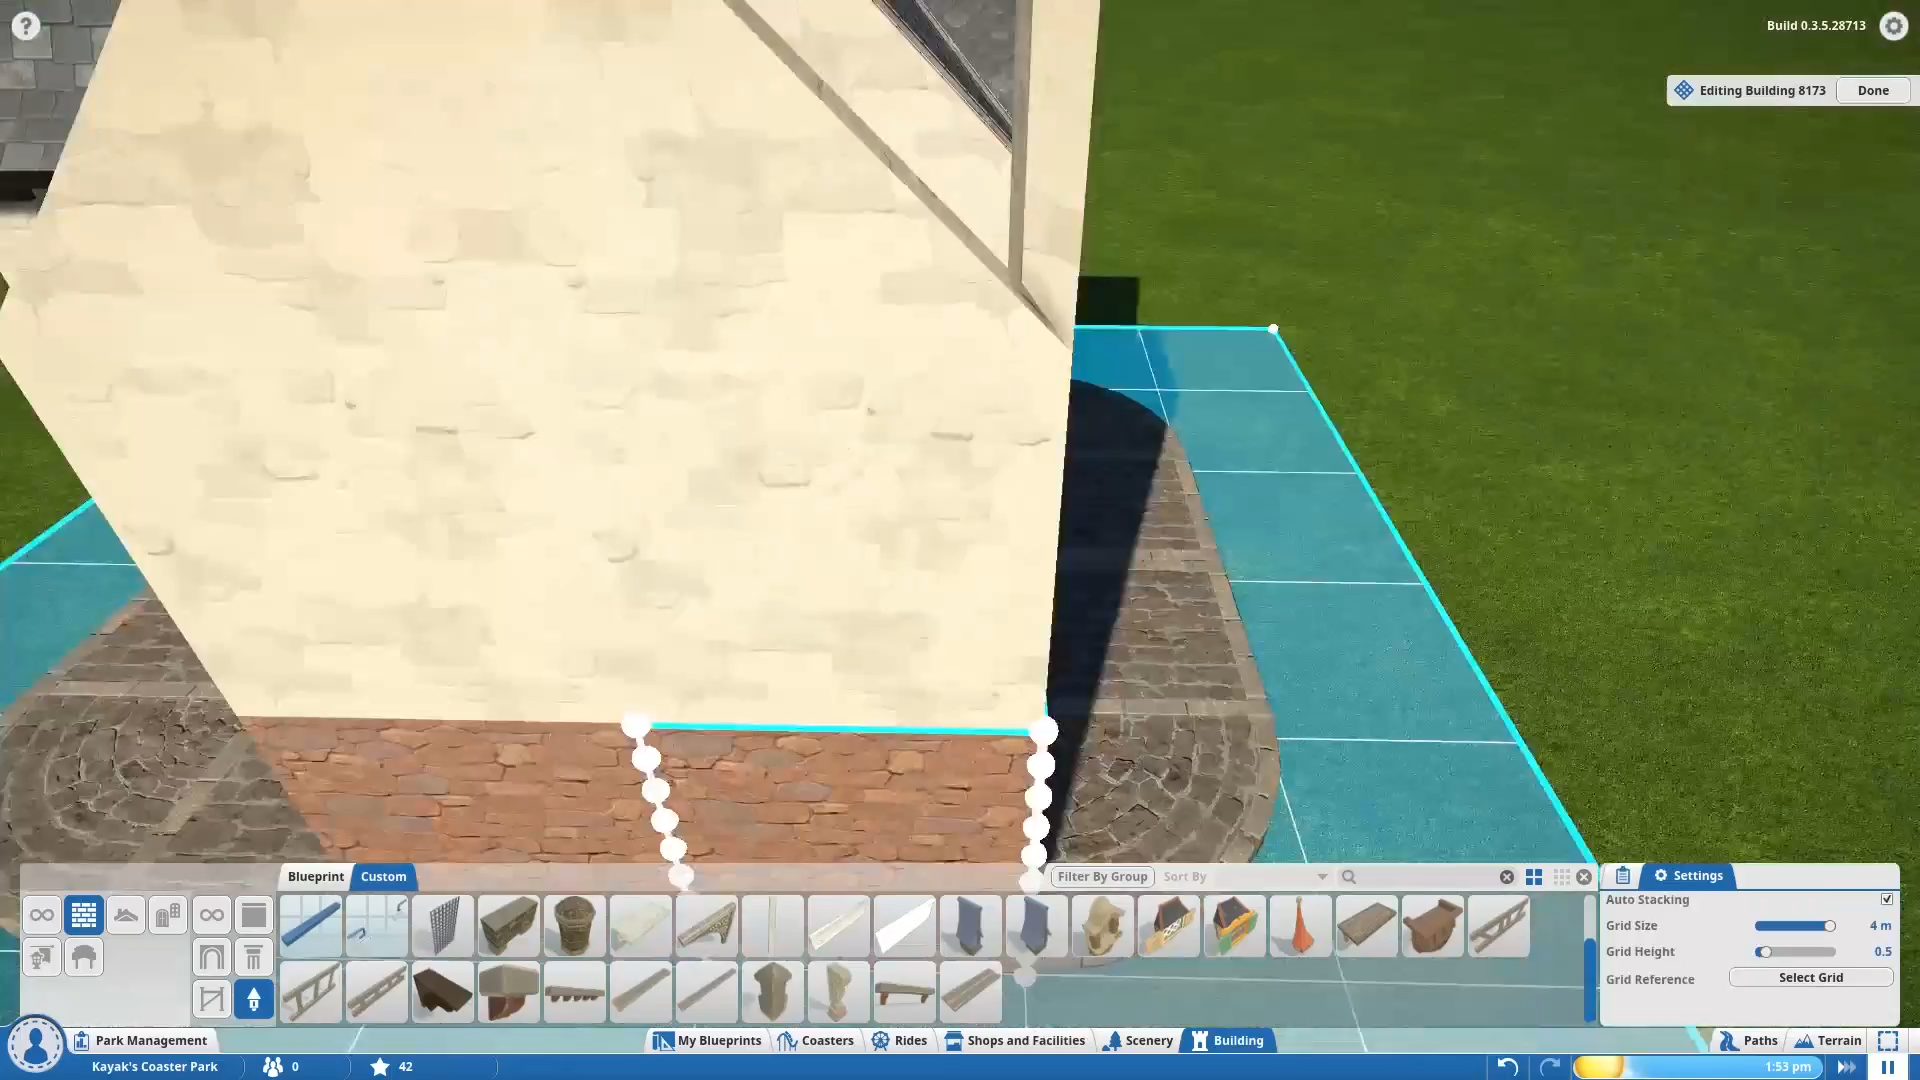 ?
Build 0.3.5.28713
Editing Building 8173
Done
Blueprint
Custom
Filter By Group
Sort By
Settings
Auto Stacking
Grid Size
4 m
Grid Height
0.5
Grid Reference
Select Grid
Park Management
My Blueprints
Coasters
Rides
Shops and Facilities
Scenery
Building
Paths
Terrain
Kayak's Coaster Park
0
42
1:53 pm